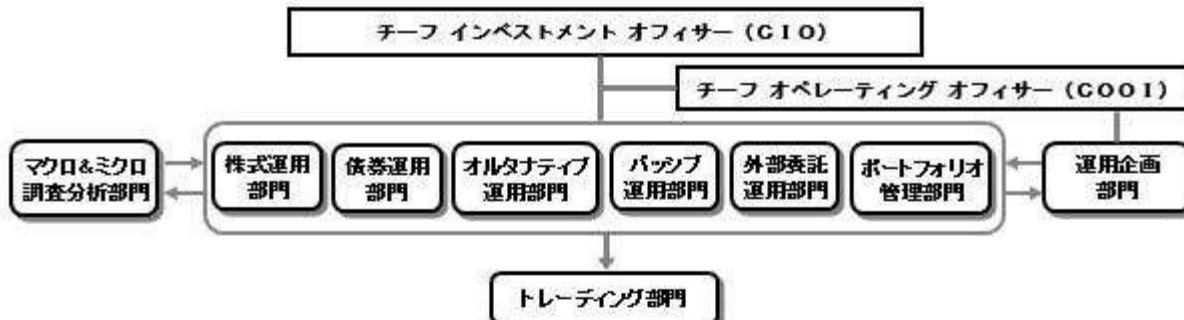 チーフ インベストメント オフィサー (CIO)
チーフ オペレーティング オフィサー (COOI)
マクロ&ミクロ
調査分析部門
株式運用
部門
債券運用
部門
オルタナティブ
運用部門
パッシブ
運用部門
外部委託
運用部門
ポートフォリオ
管理部門
運用企画
部門
トレーディング部門